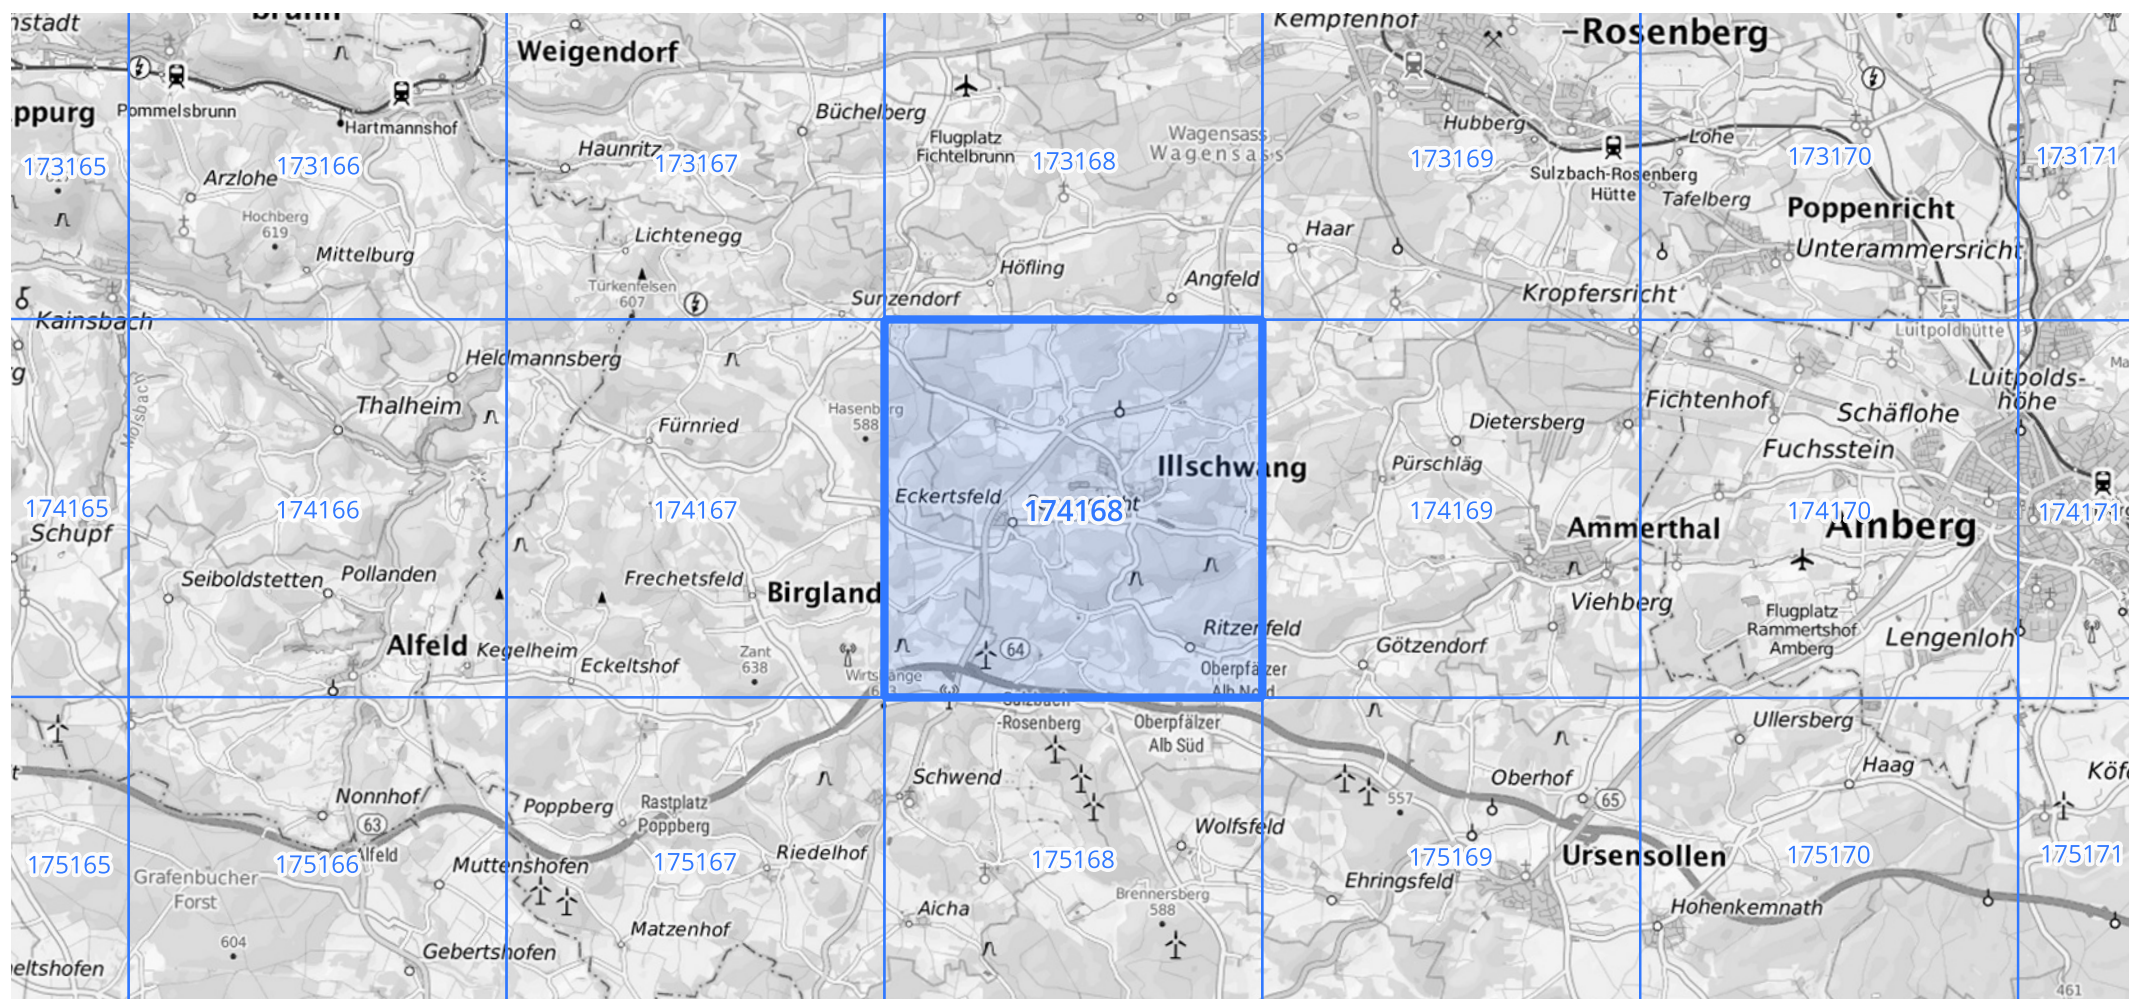 Weigendorf
Kempfenhof
-Rosenberg
Pommelsbrunn
Hartmannshof
Büchelberg
Flugplatz
Fichtelbrunn
Wagensass
Wagensass
Hubberg
Lohe
Sulzbach-Rosenberg
Hütte
Haunritz
173165
173166
173167
173168
173169
173170
173171
Arzlohe
Hochberg
619
Mittelburg
Lichtenegg
Türkenfelsen
607
Höfling
Angfeld
Haar
Tafelberg
Poppenricht
Unterammersricht
Kropfersricht
Sunzendorf
Kainsbach
Luitpoldhütte
Heldmannsberg
Thalheim
Molsbach
Fürnried
Hasenberg
588
Illschwang
Eckertsfeld
Dietersberg
Pürschläg
Fichtenhof
Schäflohe
Fuchsstein
Luitpolds-
höhe
174165
174166
174167
174168
174169
174170
174171
Schupf
Ammerthal
Amberg
Seiboldstetten
Pollanden
Frechetsfeld
Birgland
Viehberg
Flugplatz
Rammertshof
Amberg
Lengenloh
Alfeld
Kegelheim
Eckeltshof
Zant
638
64
Ritzenfeld
Oberpfälzer
Alb Nord
Götzendorf
-Rosenberg
Oberpfälzer
Alb Süd
Ullersberg
Haag
Schwend
Oberhof
557
65
Nonnhof
63
Alfeld
Poppberg
Rastplatz
Poppberg
Riedelhof
Wolfsfeld
Ursensollen
175165
175166
175167
175168
175169
175170
175171
Muttenshofen
Grafenbucher
Forst
Ehringsfeld
Brennersberg
588
Hohenkemnath
Aicha
Matzenhof
Gebertshofen
604
461